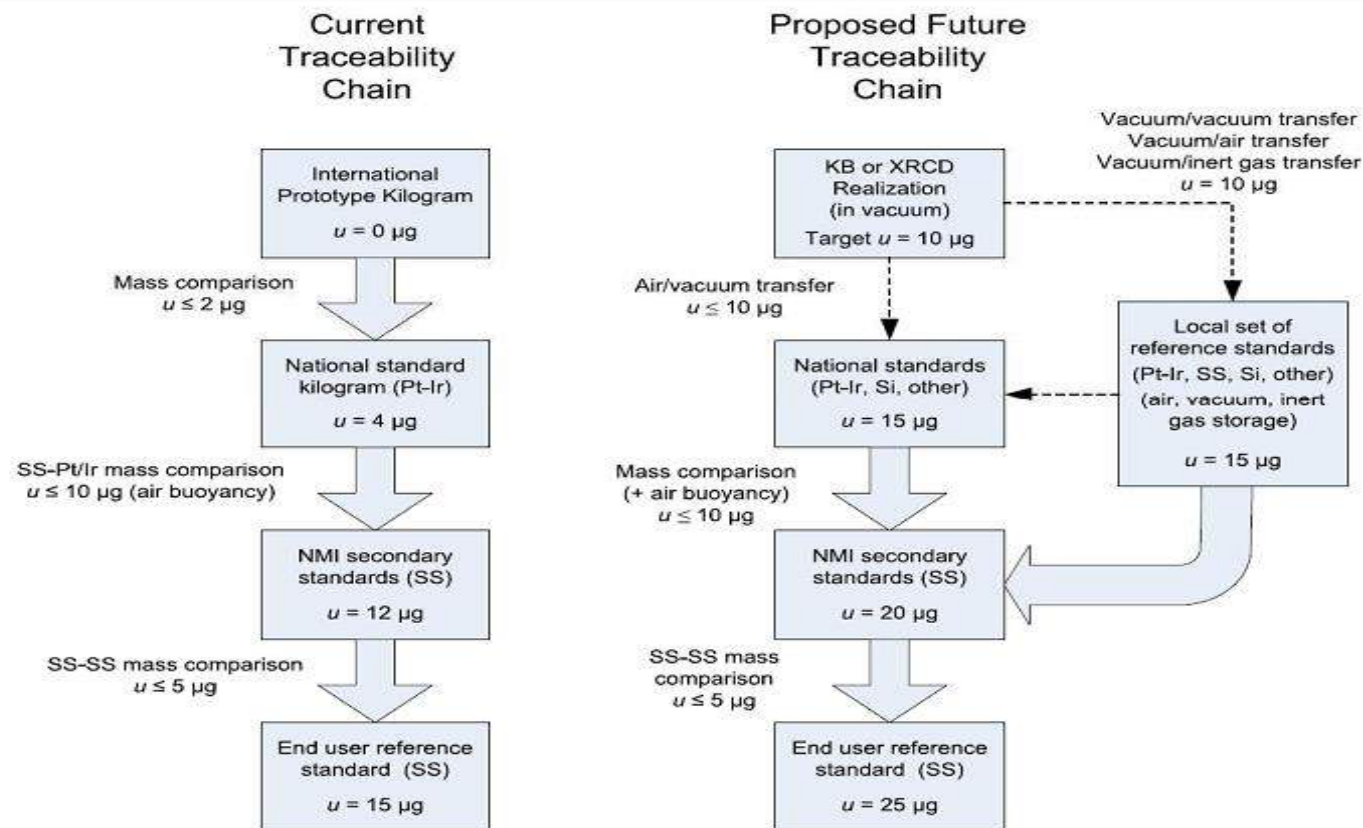 Current
Traceability
Chain
International
Prototype Kilogram
u = 0 µg
Mass comparison
u ≤ 2 µg
National standard
kilogram (Pt-Ir)
u = 4 µg
SS-Pt/Ir mass comparison
u ≤ 10 µg (air buoyancy)
NMI secondary
standards (SS)
u = 12 µg
SS-SS mass comparison
u ≤ 5 µg
End user reference
standard (SS)
u = 15 µg
Proposed Future
Traceability
Chain
KB or XRCD
Realization
(in vacuum)
Target u = 10 µg
Vacuum/vacuum transfer
Vacuum/air transfer
Vacuum/inert gas transfer
u = 10 µg
Air/vacuum transfer
u ≤ 10 µg
National standards
(Pt-Ir, Si, other)
u = 15 µg
Local set of
reference standards
(Pt-Ir, SS, Si, other)
(air, vacuum, inert
gas storage)
u = 15 µg
Mass comparison
(+ air buoyancy)
u ≤ 10 µg
NMI secondary
standards (SS)
u = 20 µg
SS-SS mass
comparison
u ≤ 5 µg
End user reference
standard (SS)
u = 25 µg